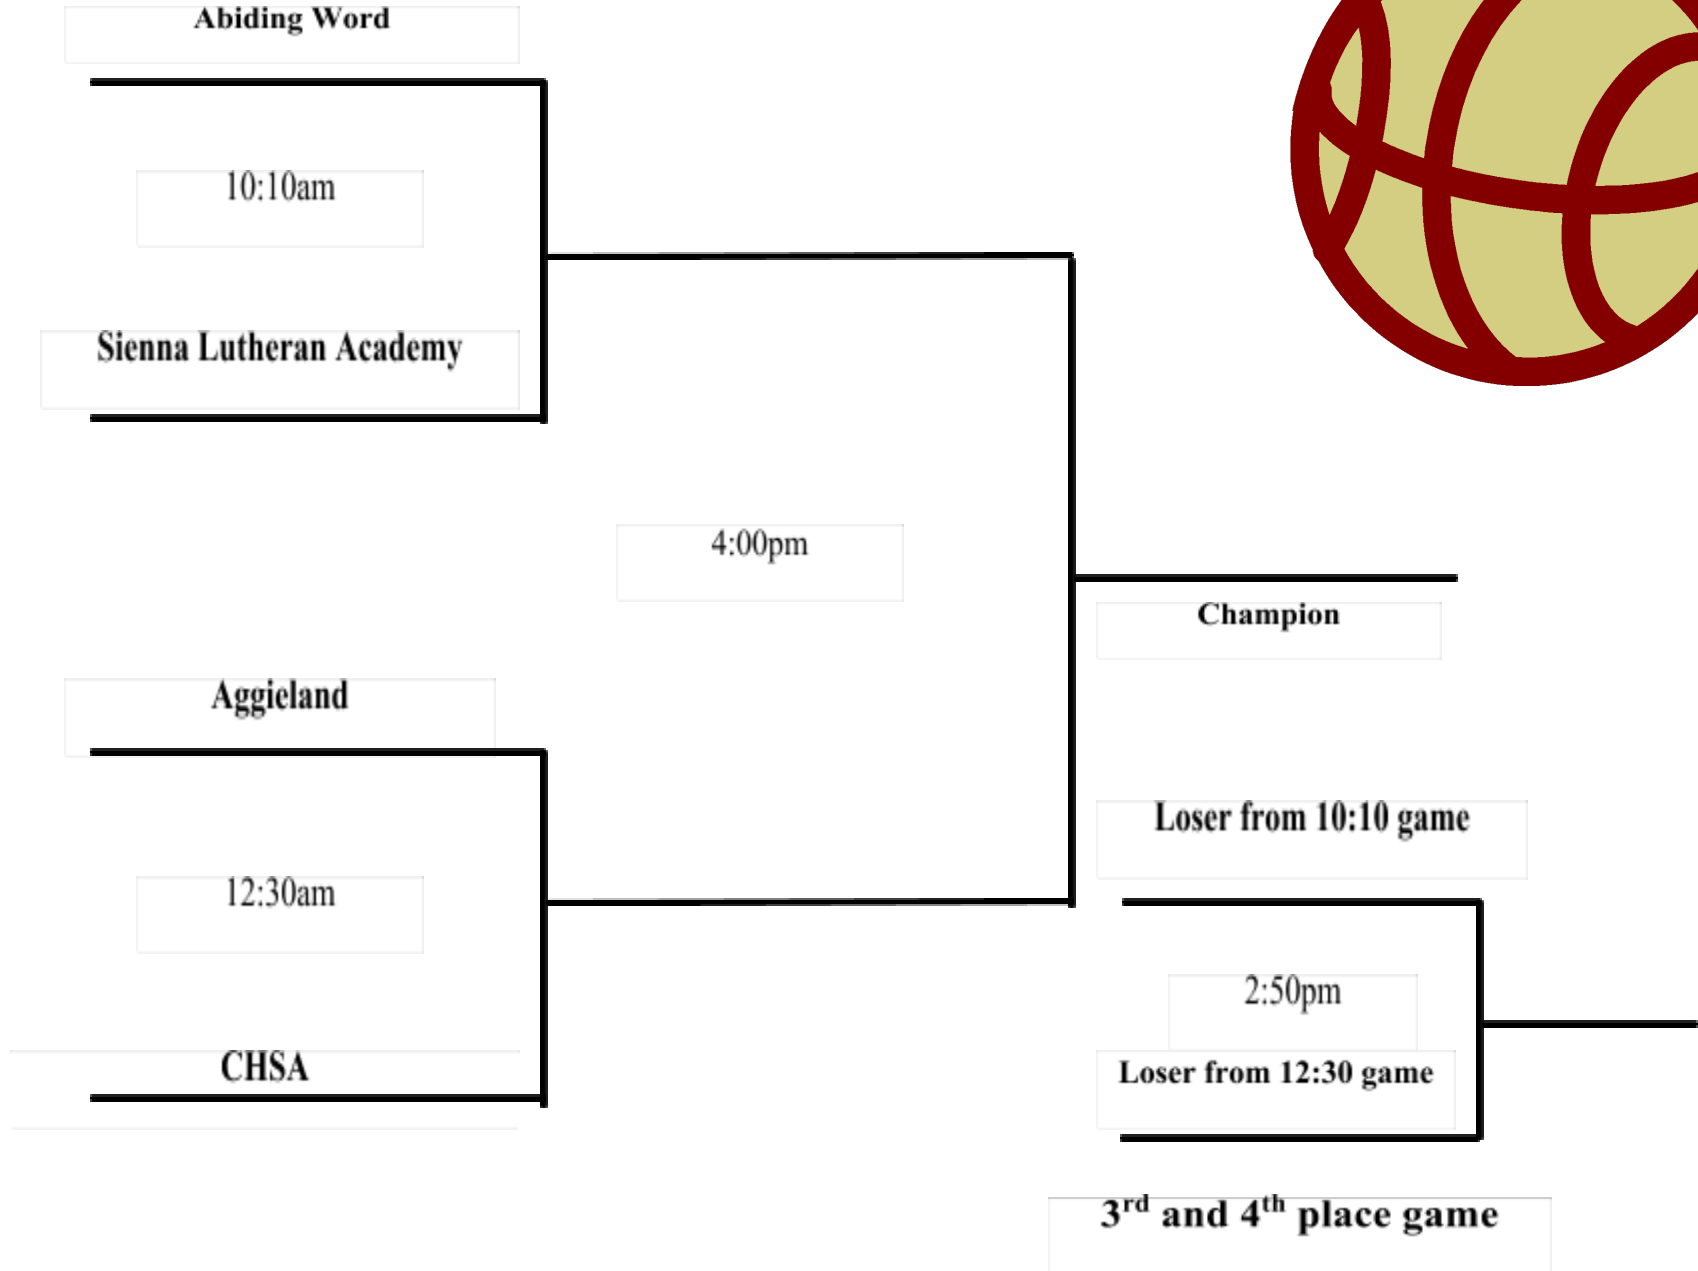 Abiding Word
10:10am
Sienna Lutheran Academy
4:00pm
Champion
Aggieland
12:30am
CHSA
Loser from 10:10 game
2:50pm
Loser from 12:30 game
3rd and 4th place game